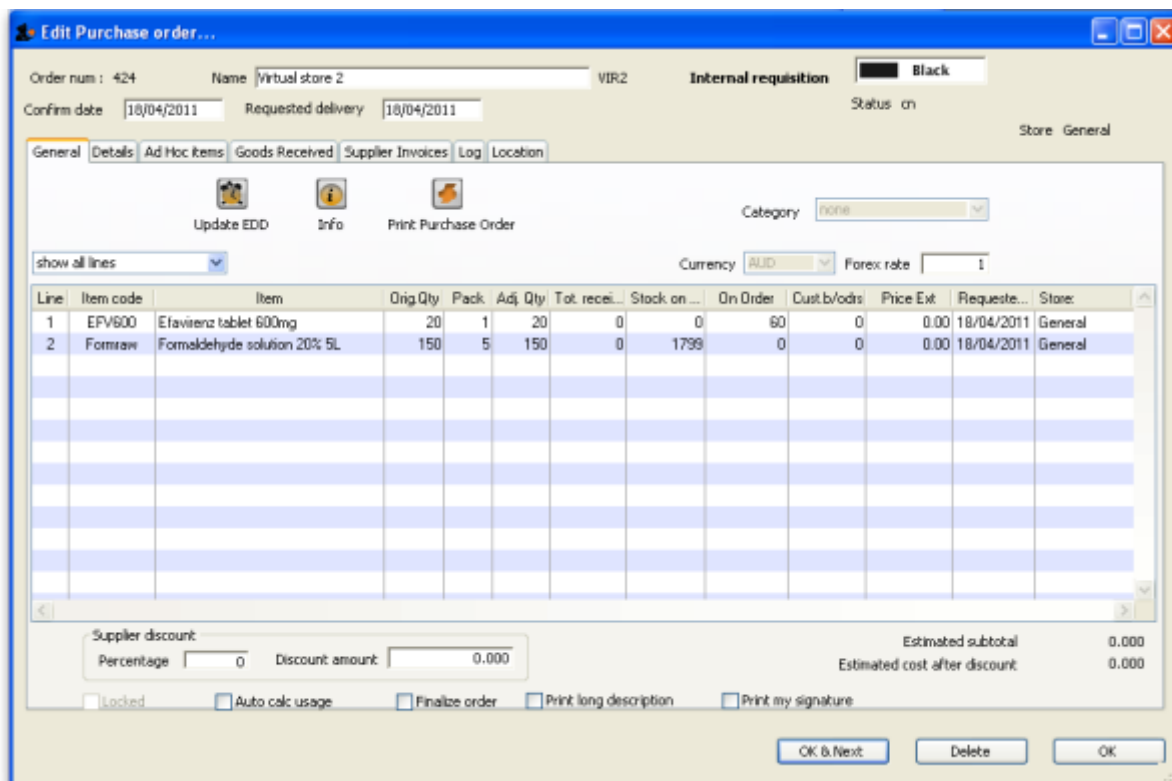 Edit Purchase order...
Order num : 424 Name Virtual store 2 VIR2 Internal requisition Black
Confirm date 18/04/2011 Requested delivery 18/04/2011 Status cn
Store General
General Details Ad Hoc items Goods Received Supplier Invoices Log Location
Update EDD Info Print Purchase Order Category none
show all lines Currency AUD Forex rate 1
Line Item code Item Orig.Qty Pack Adj. Qty Tot. recei... Stock on ... On Order Cust.b/odrs Price Ext Requeste... Store:
1 EFV600 Efavirenz tablet 600mg 20 1 20 0 0 60 0 0.00 18/04/2011 General
2 Formraw Formaldehyde solution 20% 5L 150 5 150 0 1799 0 0 0.00 18/04/2011 General
Supplier discount
Percentage 0 Discount amount 0.000
Estimated subtotal 0.000
Estimated cost after discount 0.000
Locked Auto calc usage Finalize order Print long description Print my signature
OK & Next Delete OK